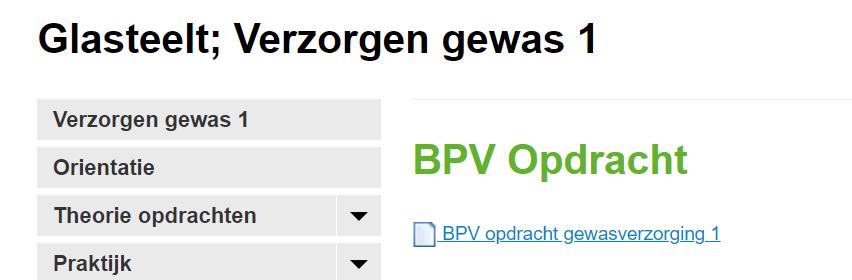 Glasteelt; Verzorgen gewas 1
Verzorgen gewas 1
Orientatie
Theorie opdrachten
Praktijk
BPV Opdracht
BPV opdracht gewasverzorging 1